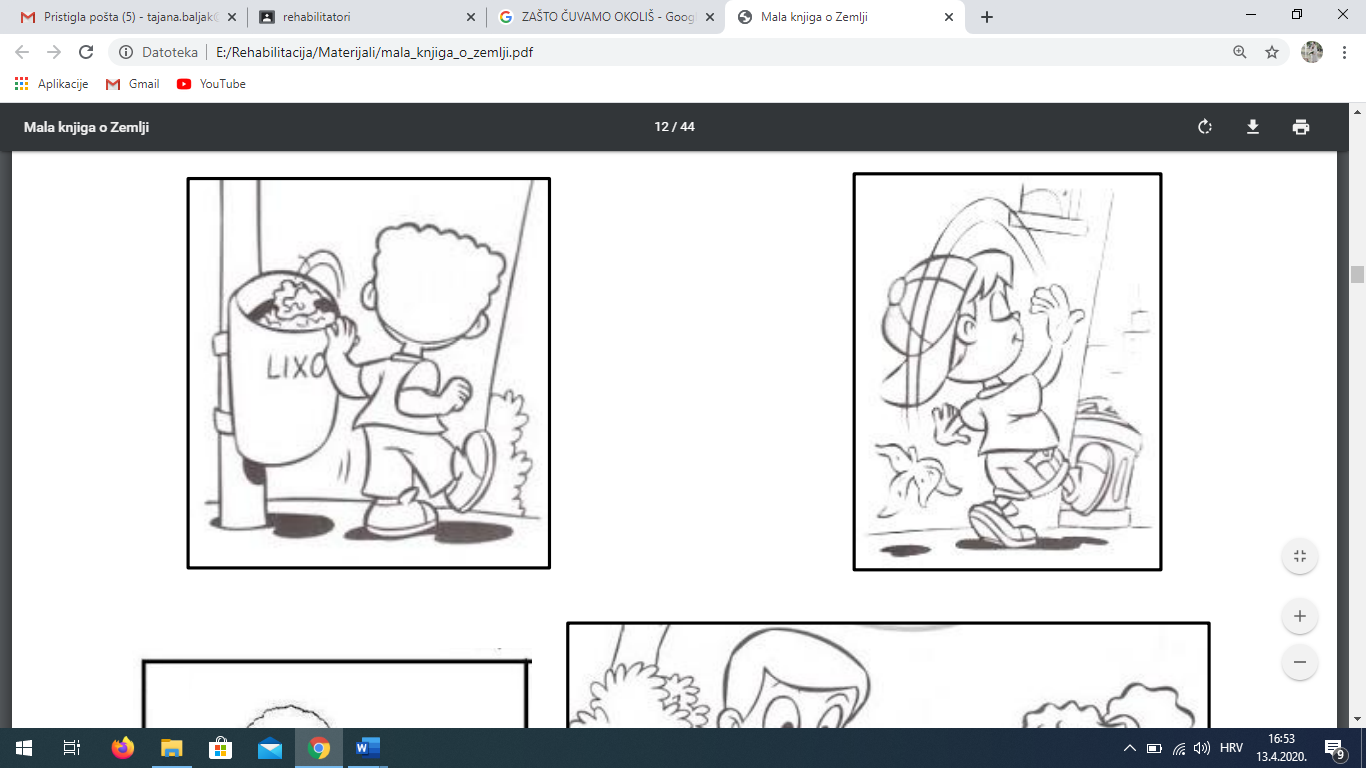 Pristigla pošta (5) - tajana.baljak
rehabilitatori
ZAŠTO ČUVAMO OKOLIŠ - Goog
Mala knjiga o Zemlji
Datoteka
E:/Rehabilitacija/Materijali/mala_knjiga_o_zemlji.pdf
Aplikacije
Gmail
YouTube
Mala knjiga o Zemlji
12 / 44
LIXO
HRV
16:53
13.4.2020.
9